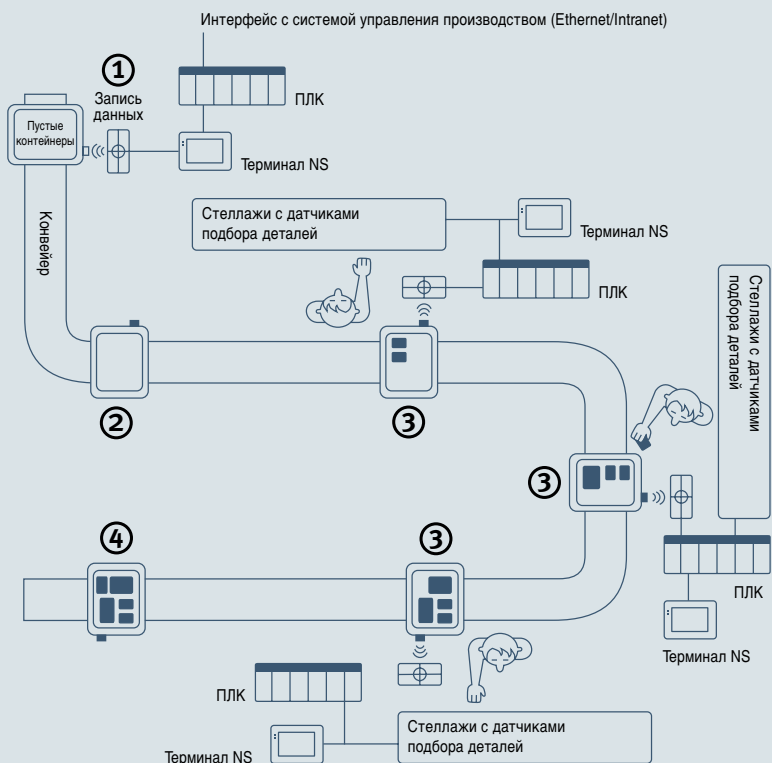 Интерфейс с системой управления производством (Ethernet/Intranet)
1
Запись
данных
ПЛК
Пустые
контейнеры
Терминал NS
Конвейер
Стеллажи с датчиками
подбора деталей
Терминал NS
ПЛК
Стеллажи с датчиками
подбора деталей
2
3
3
4
3
ПЛК
Терминал NS
ПЛК
Стеллажи с датчиками
подбора деталей
Терминал NS